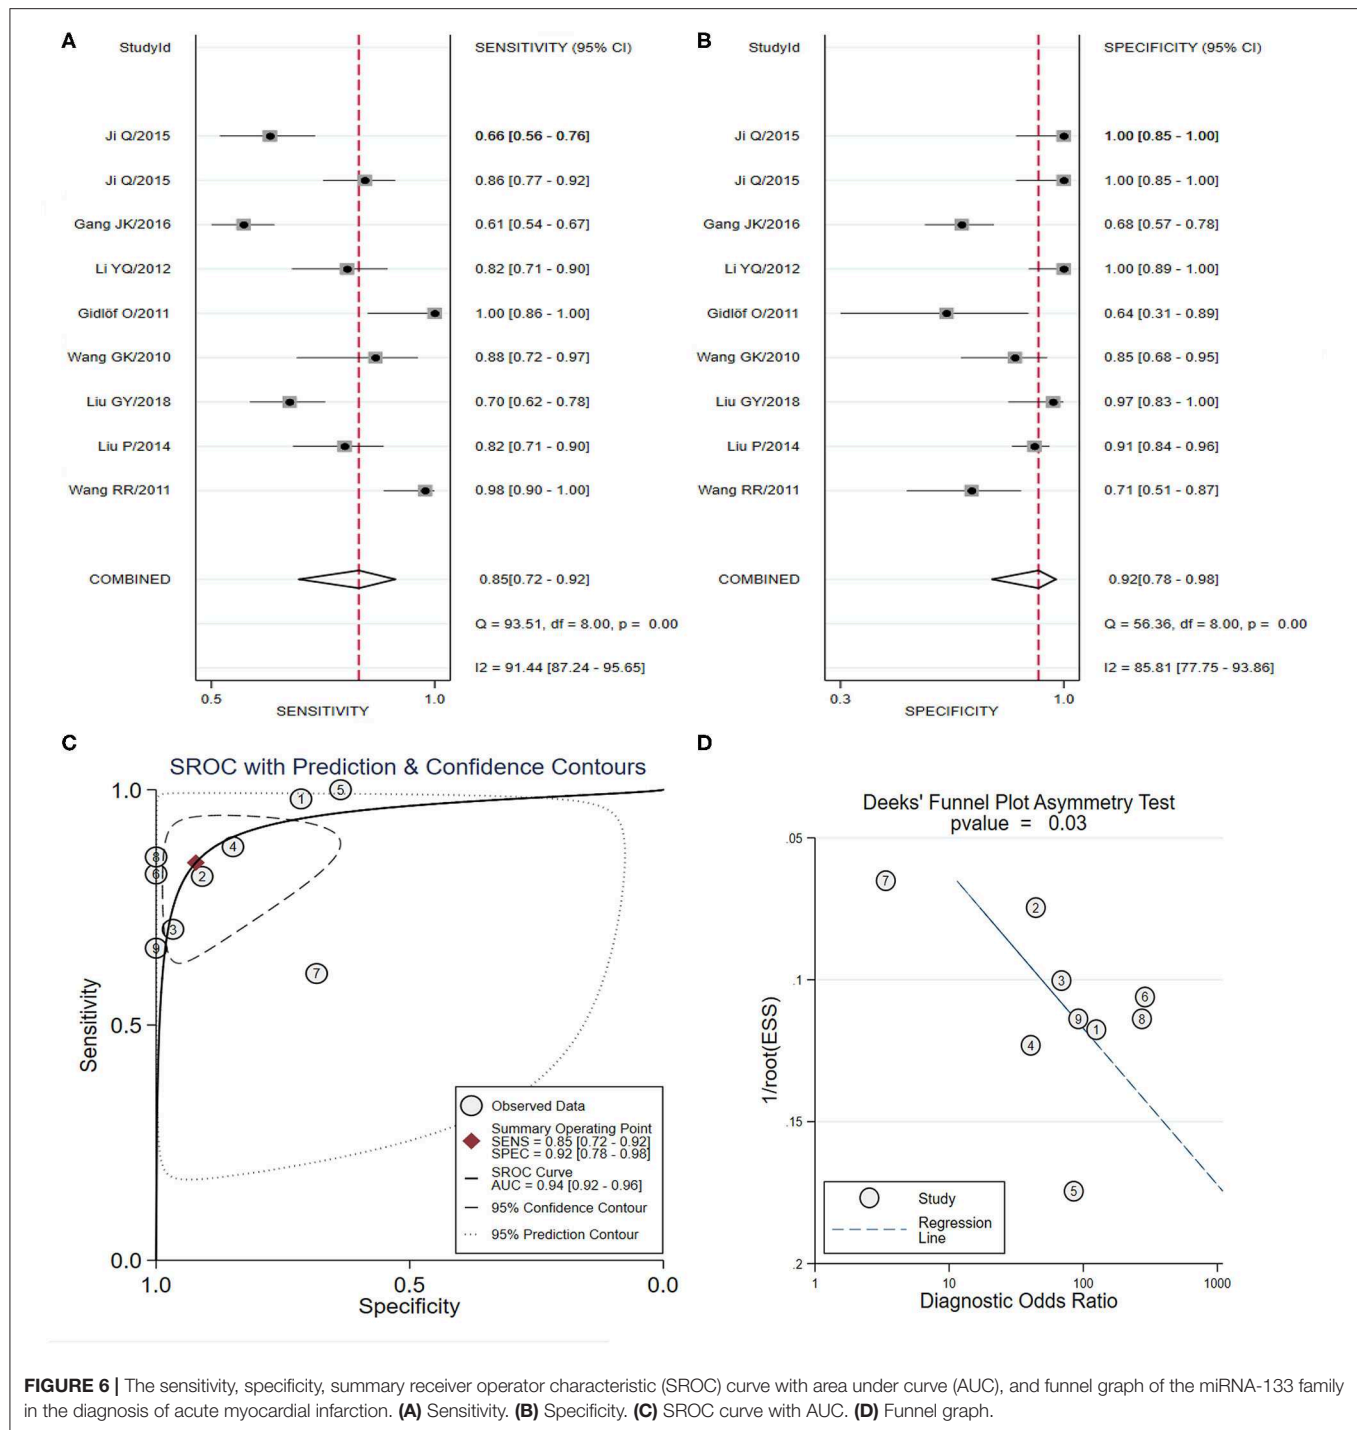 A
StudyId
SENSITIVITY (95% CI)
Ji Q/2015
0.66 [0.56 - 0.76]
Ji Q/2015
0.86 [0.77 - 0.92]
Gang JK/2016
0.61 [0.54 - 0.67]
Li YQ/2012
0.82 [0.71 - 0.90]
Gidlöf O/2011
1.00 [0.86 - 1.00]
Wang GK/2010
0.88 [0.72 - 0.97]
Liu GY/2018
0.70 [0.62 - 0.78]
Liu P/2014
0.82 [0.71 - 0.90]
Wang RR/2011
0.98 [0.90 - 1.00]
COMBINED
0.85[0.72 - 0.92]
Q = 93.51, df = 8.00, p = 0.00
I2 = 91.44 [87.24 - 95.65]
0.5
1.0
SENSITIVITY
B
StudyId
SPECIFICITY (95% CI)
Ji Q/2015
1.00 [0.85 - 1.00]
Ji Q/2015
1.00 [0.85 - 1.00]
Gang JK/2016
0.68 [0.57 - 0.78]
Li YQ/2012
1.00 [0.89 - 1.00]
Gidlöf O/2011
0.64 [0.31 - 0.89]
Wang GK/2010
0.85 [0.68 - 0.95]
Liu GY/2018
0.97 [0.83 - 1.00]
Liu P/2014
0.91 [0.84 - 0.96]
Wang RR/2011
0.71 [0.51 - 0.87]
COMBINED
0.92[0.78 - 0.98]
Q = 56.36, df = 8.00, p = 0.00
I2 = 85.81 [77.75 - 93.86]
0.3
1.0
SPECIFICITY
C
SROC with Prediction & Confidence Contours
1.0
0.5
0.0
Sensitivity
5
1
4
8
6
2
3
9
7
Observed Data
Summary Operating Point
SENS = 0.85 [0.72 - 0.92]
SPEC = 0.92 [0.78 - 0.98]
SROC Curve
AUC = 0.94 [0.92 - 0.96]
95% Confidence Contour
95% Prediction Contour
1.0
0.5
0.0
Specificity
D
Deeks' Funnel Plot Asymmetry Test
pvalue = 0.03
.05
.1
.15
.2
1/root(ESS)
7
2
3
6
9
8
1
4
5
Study
Regression
Line
1
10
100
1000
Diagnostic Odds Ratio
FIGURE 6 | The sensitivity, specificity, summary receiver operator characteristic (SROC) curve with area under curve (AUC), and funnel graph of the miRNA-133 family
in the diagnosis of acute myocardial infarction. (A) Sensitivity. (B) Specificity. (C) SROC curve with AUC. (D) Funnel graph.